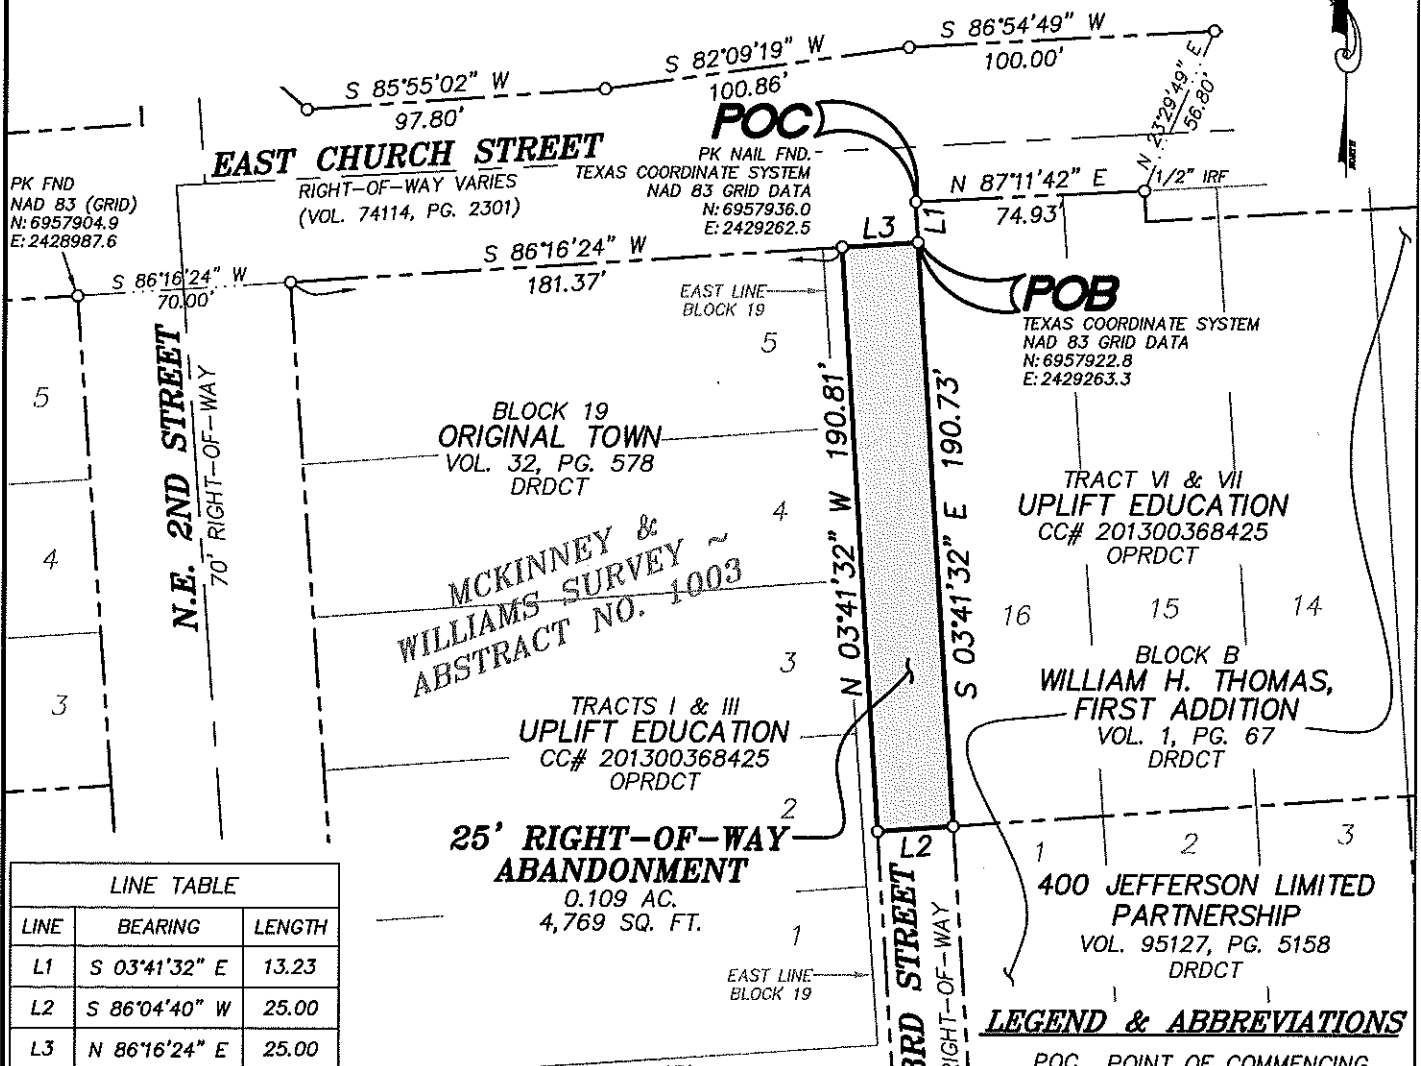 S 86°54'49" W
100.00'
S 82°09'19" W
100.86'
S 85°55'02" W
97.80'
N 23°29'49" E
56.80'
EAST CHURCH STREET
RIGHT-OF-WAY VARIES
(VOL. 74114, PG. 2301)
POC
PK NAIL FND.
TEXAS COORDINATE SYSTEM
NAD 83 GRID DATA
N: 6957936.0
E: 2429262.5
N 87°11'42" E
74.93'
1/2" IRF
PK FND
NAD 83 (GRID)
N: 6957904.9
E: 2428987.6
S 86°16'24" W
70.00'
S 86°16'24" W
181.37'
L3
L1
EAST LINE
BLOCK 19
POB
TEXAS COORDINATE SYSTEM
NAD 83 GRID DATA
N: 6957922.8
E: 2429263.3
N.E. 2ND STREET
70' RIGHT-OF-WAY
5
4
3
5
4
3
2
1
BLOCK 19
ORIGINAL TOWN
VOL. 32, PG. 578
DRDCT
MCKINNEY &
WILLIAMS SURVEY ~
ABSTRACT NO. 1003
N 03°41'32" W 190.81'
S 03°41'32" E 190.73'
TRACT VI & VII
UPLIFT EDUCATION
CC# 201300368425
OPRDCT
16
15
14
BLOCK B
WILLIAM H. THOMAS,
FIRST ADDITION
VOL. 1, PG. 67
DRDCT
TRACTS I & III
UPLIFT EDUCATION
CC# 201300368425
OPRDCT
25' RIGHT-OF-WAY
ABANDONMENT
0.109 AC.
4,769 SQ. FT.
L2
1
2
3
400 JEFFERSON LIMITED
PARTNERSHIP
VOL. 95127, PG. 5158
DRDCT
EAST LINE
BLOCK 19
3RD STREET
RIGHT-OF-WAY
LINE TABLE
LINE BEARING LENGTH
L1 S 03°41'32" E 13.23
L2 S 86°04'40" W 25.00
L3 N 86°16'24" E 25.00
LEGEND & ABBREVIATIONS
POC POINT OF COMMENCING